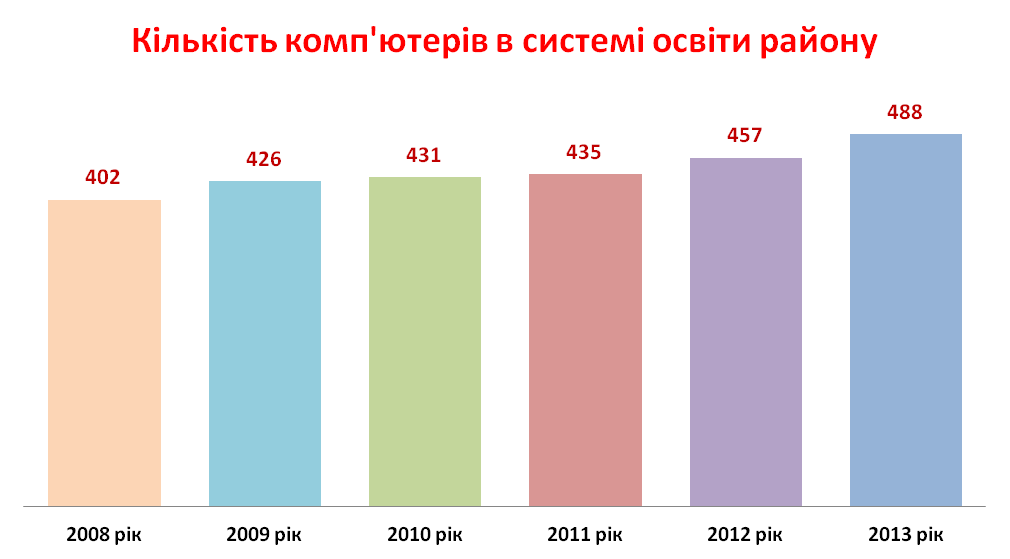 Кількість комп'ютерів в системі освіти району
402
426
431
435
457
488
2008 рік
2009 рік
2010 рік
2011 рік
2012 рік
2013 рік